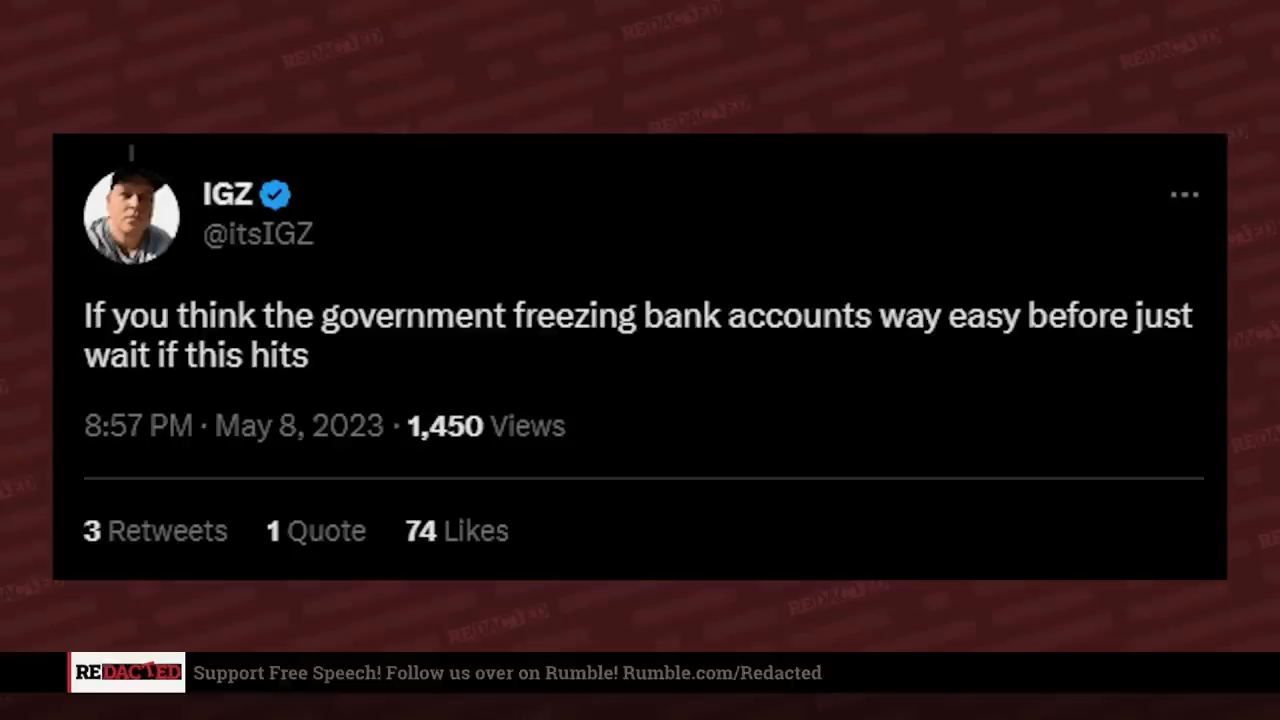 IGZ
@itsIGZ
If you think the government freezing bank accounts way easy before just
wait if this hits
8:57 PM · May 8, 2023 · 1,450 Views
3 Retweets 1 Quote 74 Likes
REDACTED Support Free Speech! Follow us over on Rumble! Rumble.com/Redacted